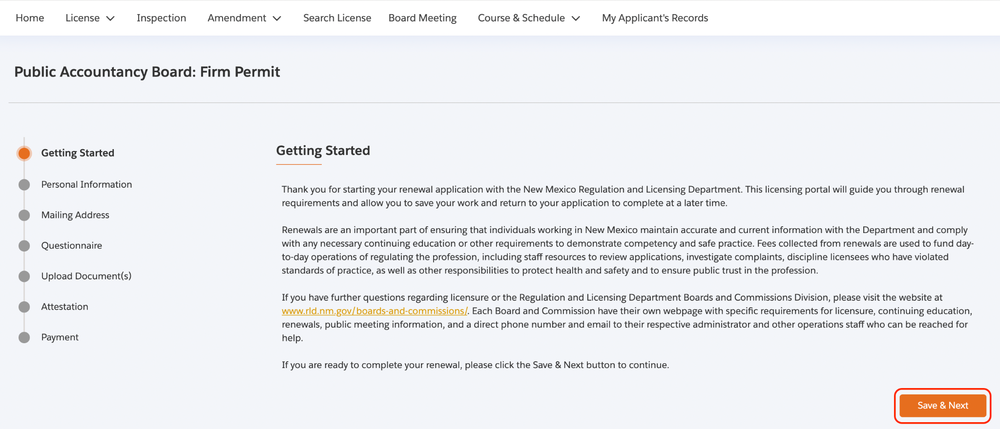 Home License Inspection Amendment Search License Board Meeting Course & Schedule My Applicant's Records
Public Accountancy Board: Firm Permit
Getting Started
Personal Information
Mailing Address
Questionnaire
Upload Document(s)
Attestation
Payment
Getting Started
Thank you for starting your renewal application with the New Mexico Regulation and Licensing Department. This licensing portal will guide you through renewal
requirements and allow you to save your work and return to your application to complete at a later time.
Renewals are an important part of ensuring that individuals working in New Mexico maintain accurate and current information with the Department and comply
with any necessary continuing education or other requirements to demonstrate competency and safe practice. Fees collected from renewals are used to fund day-
to-day operations of regulating the profession, including staff resources to review applications, investigate complaints, discipline licensees who have violated
standards of practice, as well as other responsibilities to protect health and safety and to ensure public trust in the profession.
If you have further questions regarding licensure or the Regulation and Licensing Department Boards and Commissions Division, please visit the website at
www.rld.nm.gov/boards-and-commissions/. Each Board and Commission have their own webpage with specific requirements for licensure, continuing education,
renewals, public meeting information, and a direct phone number and email to their respective administrator and other operations staff who can be reached for
help.
If you are ready to complete your renewal, please click the Save & Next button to continue.
Save & Next